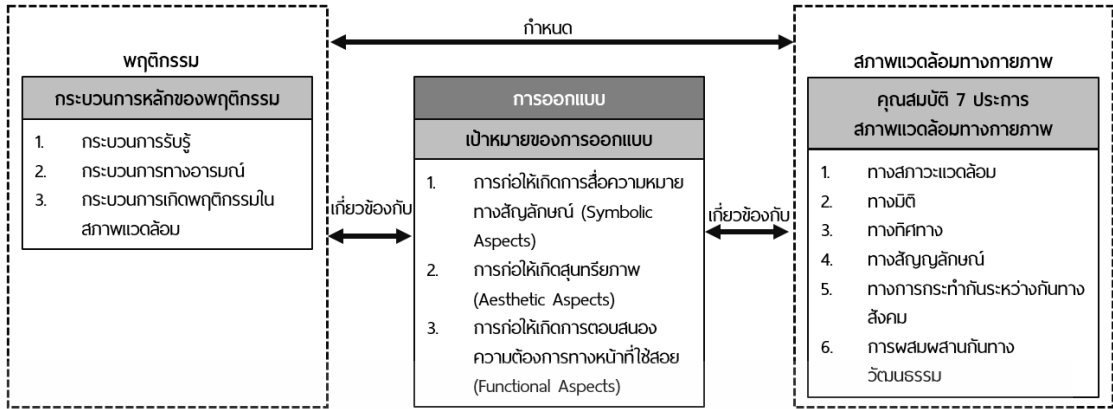 กำหนด
พฤติกรรม
กระบวนการหลักของพฤติกรรม
1. กระบวนการรับรู้
2. กระบวนการทางอารมณ์
3. กระบวนการเกิดพฤติกรรมใน
สภาพแวดล้อม
เกี่ยวข้องกับ
การออกแบบ
เป้าหมายของการออกแบบ
1. การก่อให้เกิดการสื่อความหมาย
ทางสัญลักษณ์ (Symbolic
Aspects)
2. การก่อให้เกิดสุนทรียภาพ
(Aesthetic Aspects)
3. การก่อให้เกิดการตอบสนอง
ความต้องการทางหน้าที่ใช้สอย
(Functional Aspects)
เกี่ยวข้องกับ
สภาพแวดล้อมทางกายภาพ
คุณสมบัติ 7 ประการ
สภาพแวดล้อมทางกายภาพ
1. ทางสภาวะแวดล้อม
2. ทางมิติ
3. ทางทิศทาง
4. ทางสัญญลักษณ์
5. ทางการกระทำกันระหว่างกันทาง
สังคม
6. การผสมผสานกันทาง
วัฒนธรรม